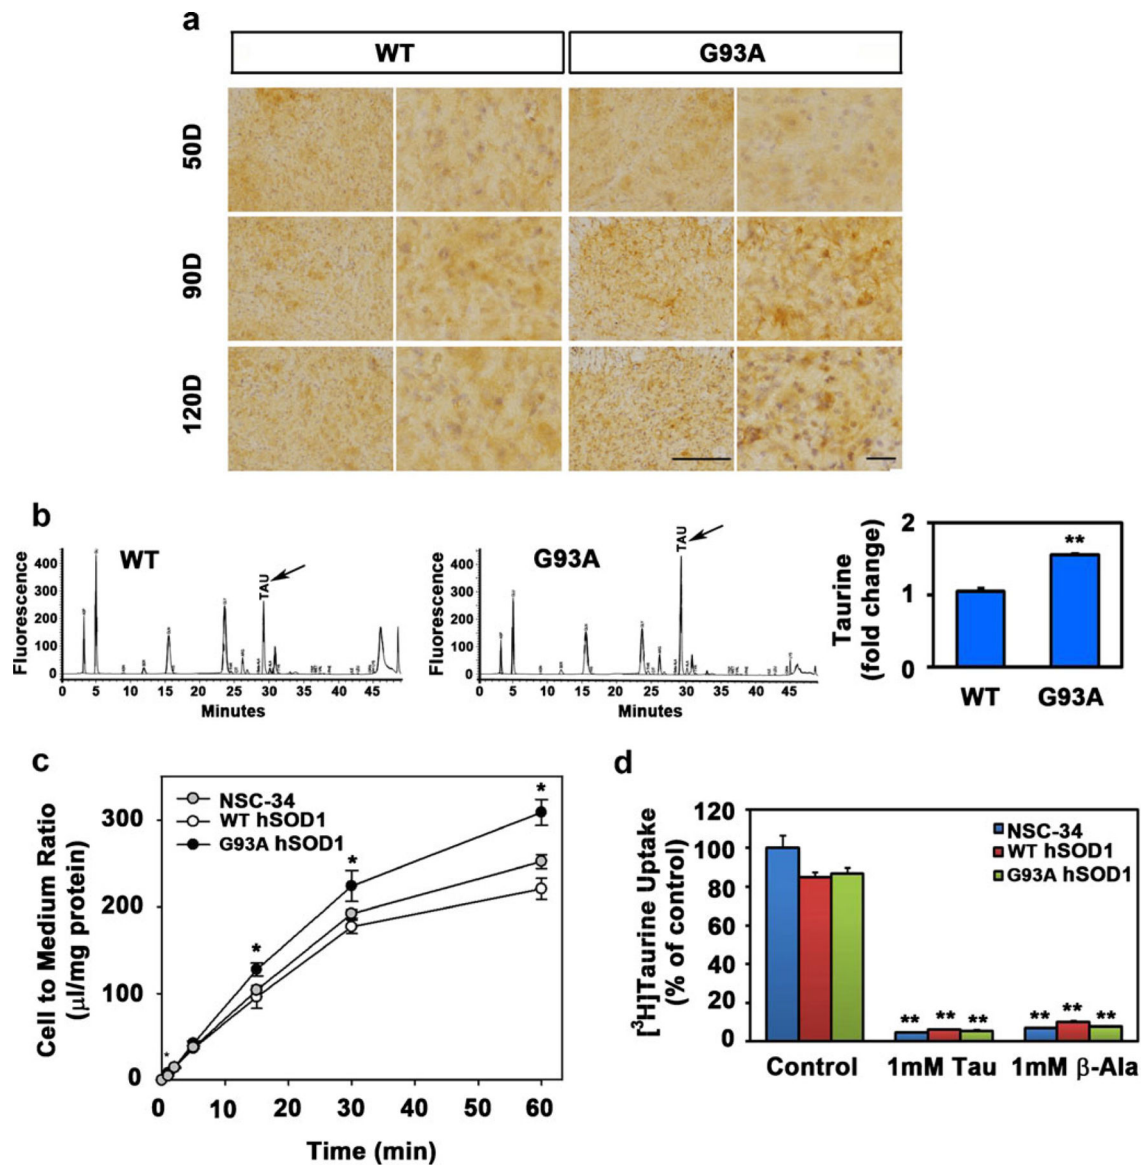 a
WT
G93A
50D
90D
120D
b
Fluorescence
400
300
200
100
0
WT
TAU
0 5 10 15 20 25 30 35 40 45
Minutes
Fluorescence
400
300
200
100
0
G93A
TAU
0 5 10 15 20 25 30 35 40 45
Minutes
Taurine
(fold change)
2
1
0
**
WT G93A
c
Cell to Medium Ratio
(µl/mg protein)
300
200
100
0
NSC-34
WT hSOD1
G93A hSOD1
* * * *
0 10 20 30 40 50 60
Time (min)
d
[³H]Taurine Uptake
(% of control)
120
100
80
60
40
20
0
NSC-34
WT hSOD1
G93A hSOD1
** ** ** ** ** **
Control 1mM Tau 1mM β-Ala